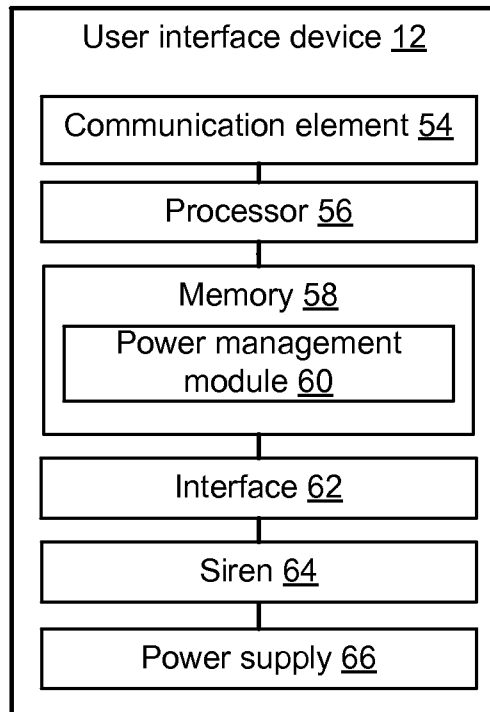 User interface device 12
Communication element 54
Processor 56
Memory 58
Power management
module 60
Interface 62
Siren 64
Power supply 66